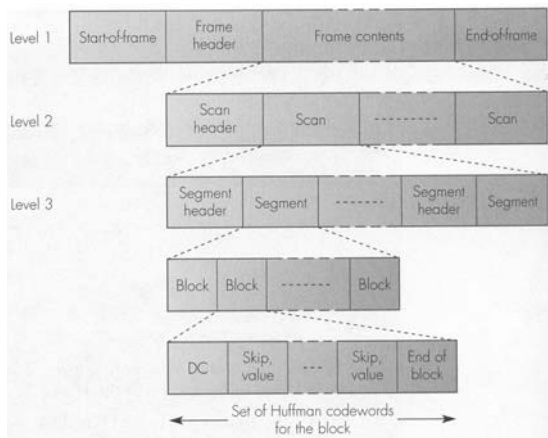 Level 1
Start-of-frame
Frame
header
Frame contents
End-of-frame
Level 2
Scan
header
Scan
Scan
Level 3
Segment
header
Segment
Segment
header
Segment
Block
Block
Block
DC
Skip,
value
Skip,
value
End of
block
Set of Huffman codewords
for the block